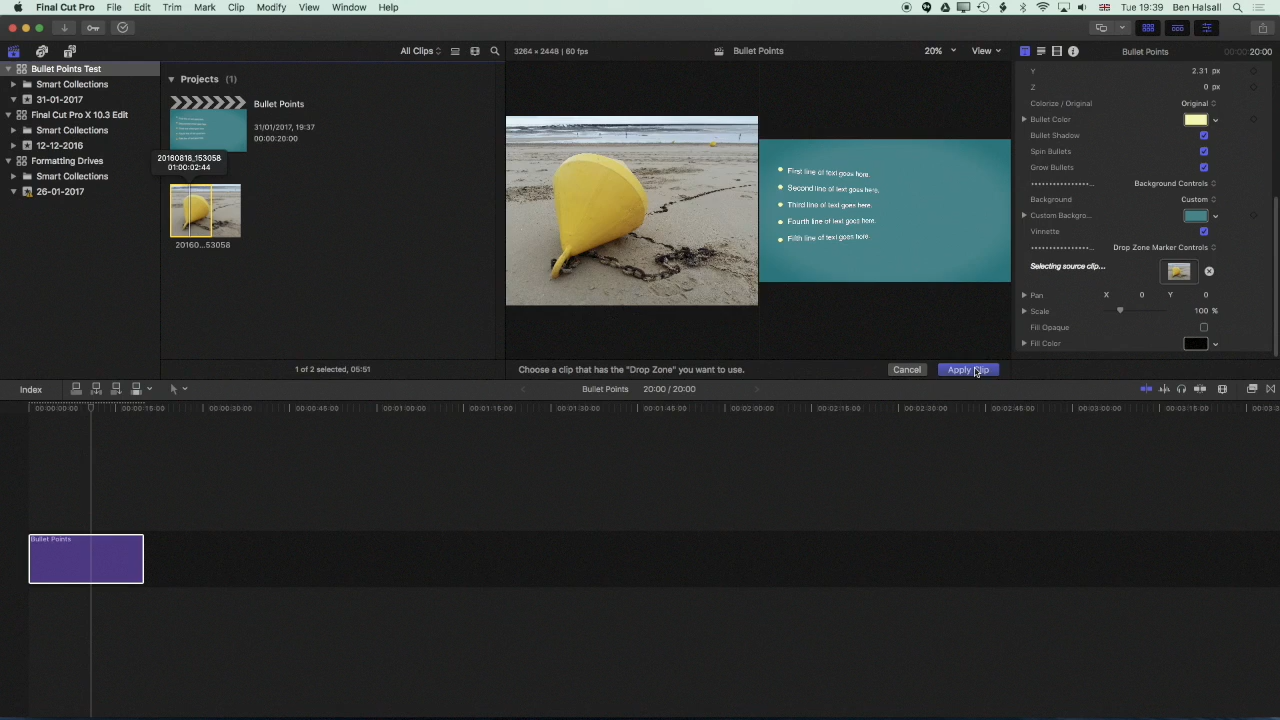 Final Cut Pro File Edit Trim Mark Clip Modify View Window Help Tue 19:39 Ben Halsall
All Clips 3264 × 2448 | 60 fps Bullet Points 20% View Bullet Points 00:00:20:00
Bullet Points Test
Smart Collections
31-01-2017
Final Cut Pro X 10.3 Edit
Smart Collections
12-12-2016
Formatting Drives
Smart Collections
26-01-2017
Projects (1)
Bullet Points
31/01/2017, 19:37
00:00:20:00
20160818_153058
01:00:02:44
20160...53058
1 of 2 selected, 05:51
First line of text goes here.
Second line of text goes here.
Third line of text goes here.
Fourth line of text goes here.
Fifth line of text goes here.
Choose a clip that has the "Drop Zone" you want to use.
Cancel Apply Clip
Y 2.31 px
Z 0 px
Colorize / Original Original
Bullet Color
Bullet Shadow
Spin Bullets
Grow Bullets
Background Controls
Background Custom
Custom Backgro...
Vinnette
Drop Zone Marker Controls
Selecting source clip...
Pan X 0 Y 0
Scale 100 %
Fill Opaque
Fill Color
Index Bullet Points 20:00 / 20:00
00:00:00:00 00:00:15:00 00:00:30:00 00:00:45:00 00:01:00:00 00:01:15:00 00:01:30:00 00:01:45:00 00:02:00:00 00:02:15:00 00:02:30:00 00:02:45:00 00:03:00:00 00:03:15:00
Bullet Points